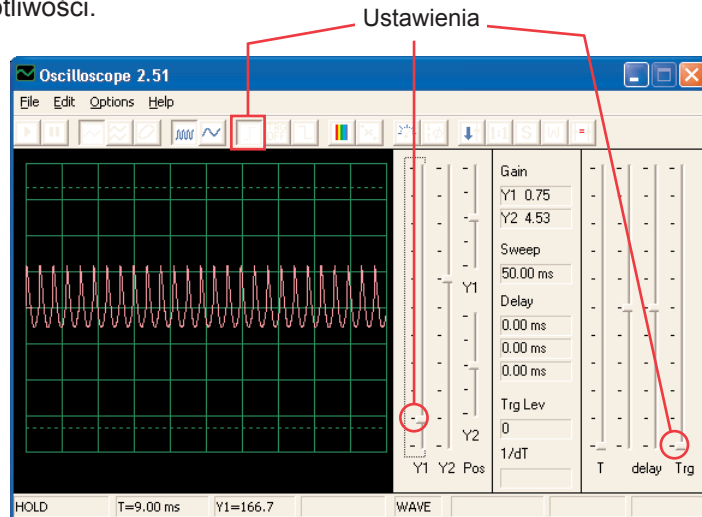 otliwości.
Ustawienia
Oscilloscope 2.51
File Edit Options Help
1:1 S W =
Gain
Y1 0.75
Y2 4.53
Sweep
50.00 ms
Y1
Delay
0.00 ms
0.00 ms
0.00 ms
Trg Lev
0
Y2
1/dT
Y1 Y2 Pos
T delay Trg
HOLD T=9.00 ms Y1=166.7 WAVE